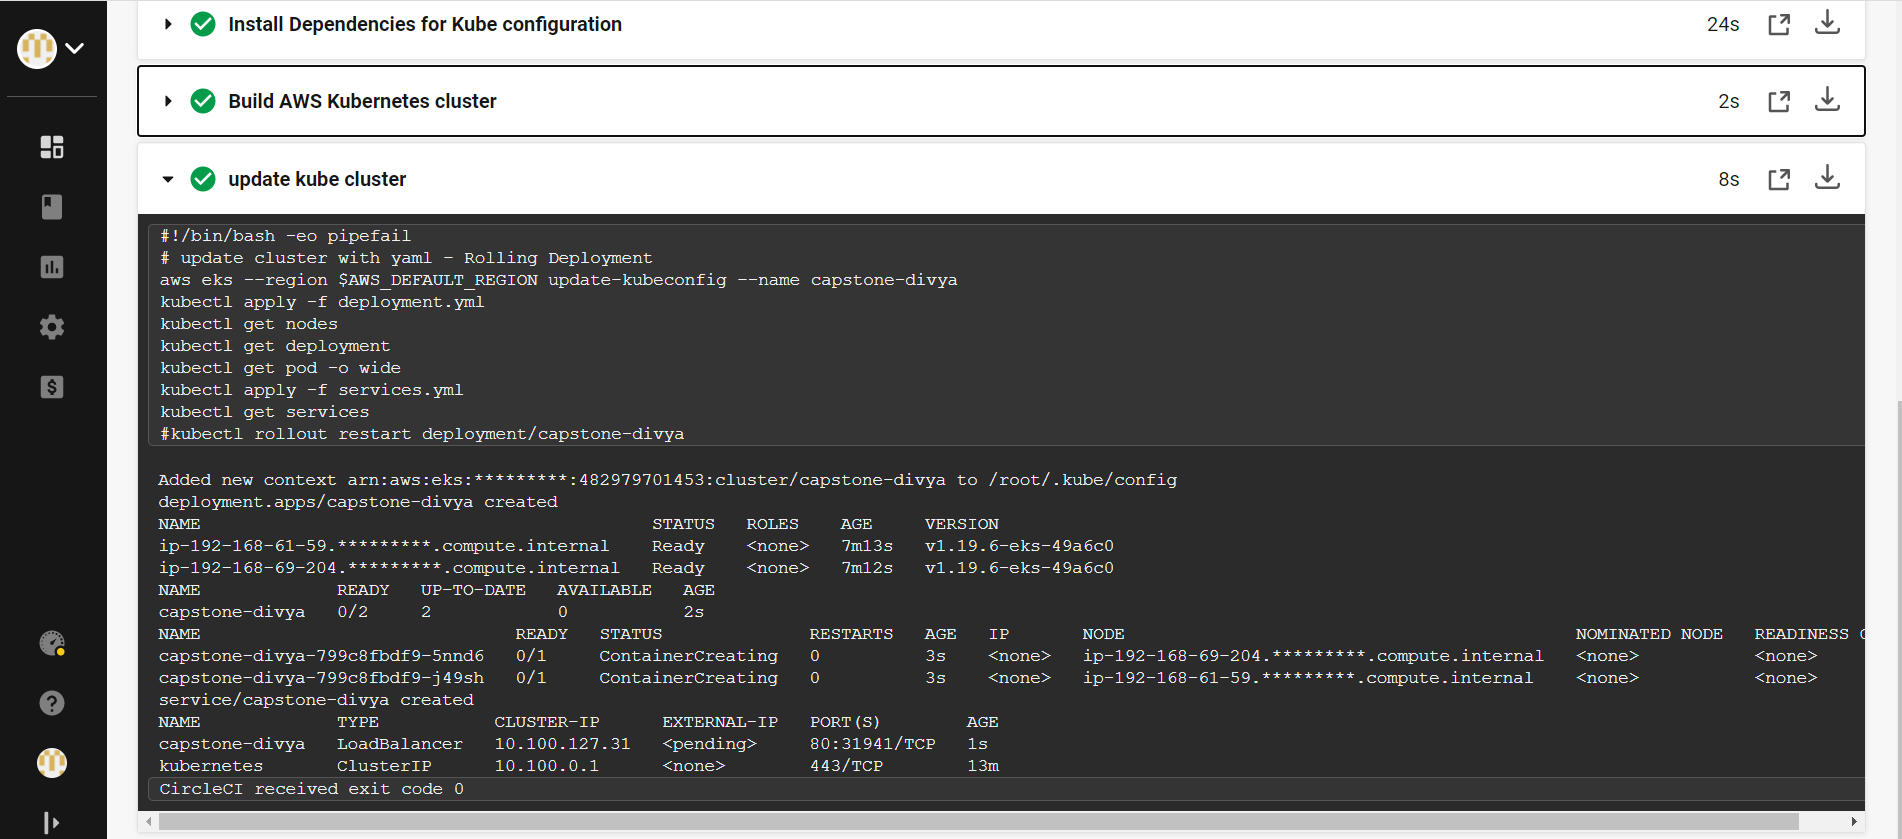 Install Dependencies for Kube configuration 24s
Build AWS Kubernetes cluster 2s
update kube cluster 8s
#!/bin/bash -eo pipefail
# update cluster with yaml - Rolling Deployment
aws eks --region $AWS_DEFAULT_REGION update-kubeconfig --name capstone-divya
kubectl apply -f deployment.yml
kubectl get nodes
kubectl get deployment
kubectl get pod -o wide
kubectl apply -f services.yml
kubectl get services
#kubectl rollout restart deployment/capstone-divya
Added new context arn:aws:eks:*********:482979701453:cluster/capstone-divya to /root/.kube/config
deployment.apps/capstone-divya created
NAME STATUS ROLES AGE VERSION
ip-192-168-61-59.*********.compute.internal Ready <none> 7m13s v1.19.6-eks-49a6c0
ip-192-168-69-204.*********.compute.internal Ready <none> 7m12s v1.19.6-eks-49a6c0
NAME READY UP-TO-DATE AVAILABLE AGE
capstone-divya 0/2 2 0 2s
NAME READY STATUS RESTARTS AGE IP NODE NOMINATED NODE READINESS
capstone-divya-799c8fbdf9-5nnd6 0/1 ContainerCreating 0 3s <none> ip-192-168-69-204.*********.compute.internal <none> <none>
capstone-divya-799c8fbdf9-j49sh 0/1 ContainerCreating 0 3s <none> ip-192-168-61-59.*********.compute.internal <none> <none>
service/capstone-divya created
NAME TYPE CLUSTER-IP EXTERNAL-IP PORT(S) AGE
capstone-divya LoadBalancer 10.100.127.31 <pending> 80:31941/TCP 1s
kubernetes ClusterIP 10.100.0.1 <none> 443/TCP 13m
CircleCI received exit code 0